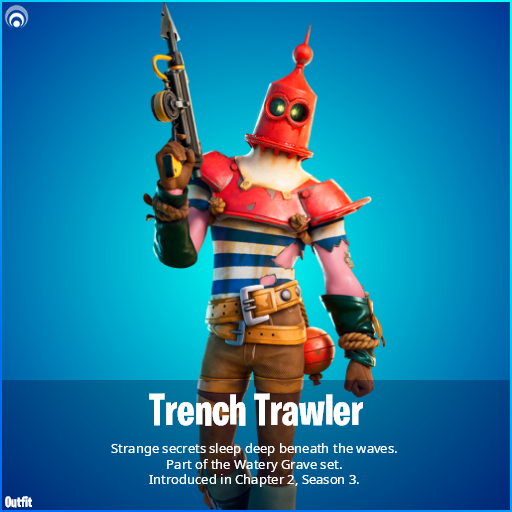 Trench Trawler
Strange secrets sleep deep beneath the waves.
Part of the Watery Grave set.
Introduced in Chapter 2, Season 3.
Outfit